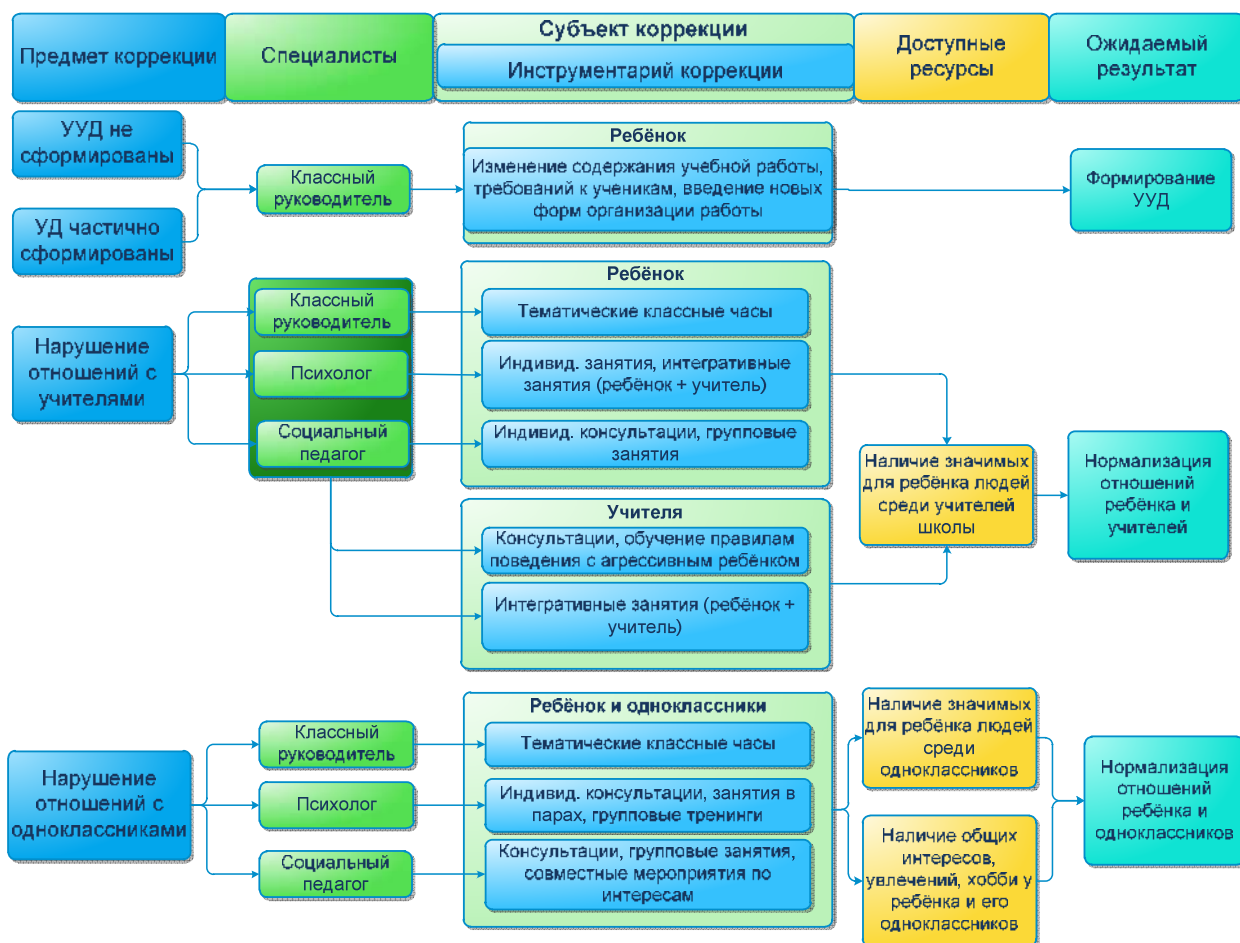 Предмет коррекции
Специалисты
Субъект коррекции
Инструментарий коррекции
Доступные
ресурсы
Ожидаемый
результат
УУД не
сформированы
УД частично
сформированы
Классный
руководитель
Ребёнок
Изменение содержания учебной работы,
требований к ученикам, введение новых
форм организации работы
Формирование
УУД
Нарушение
отношений с
учителями
Классный
руководитель
Психолог
Социальный
педагог
Ребёнок
Тематические классные часы
Индивид. занятия, интегративные
занятия (ребёнок + учитель)
Индивид. консультации, групповые
занятия
Учителя
Консультации, обучение правилам
поведения с агрессивным ребёнком
Интегративные занятия (ребёнок +
учитель)
Наличие значимых
для ребёнка людей
среди учителей
школы
Нормализация
отношений
ребёнка и
учителей
Нарушение
отношений с
одноклассниками
Классный
руководитель
Психолог
Социальный
педагог
Ребёнок и одноклассники
Тематические классные часы
Индивид. консультации, занятия в
парах, групповые тренинги
Консультации, групповые занятия,
совместные мероприятия по
интересам
Наличие значимых
для ребёнка людей
среди
одноклассников
Наличие общих
интересов,
увлечений, хобби у
ребёнка и его
одноклассников
Нормализация
отношений
ребёнка и
одноклассников